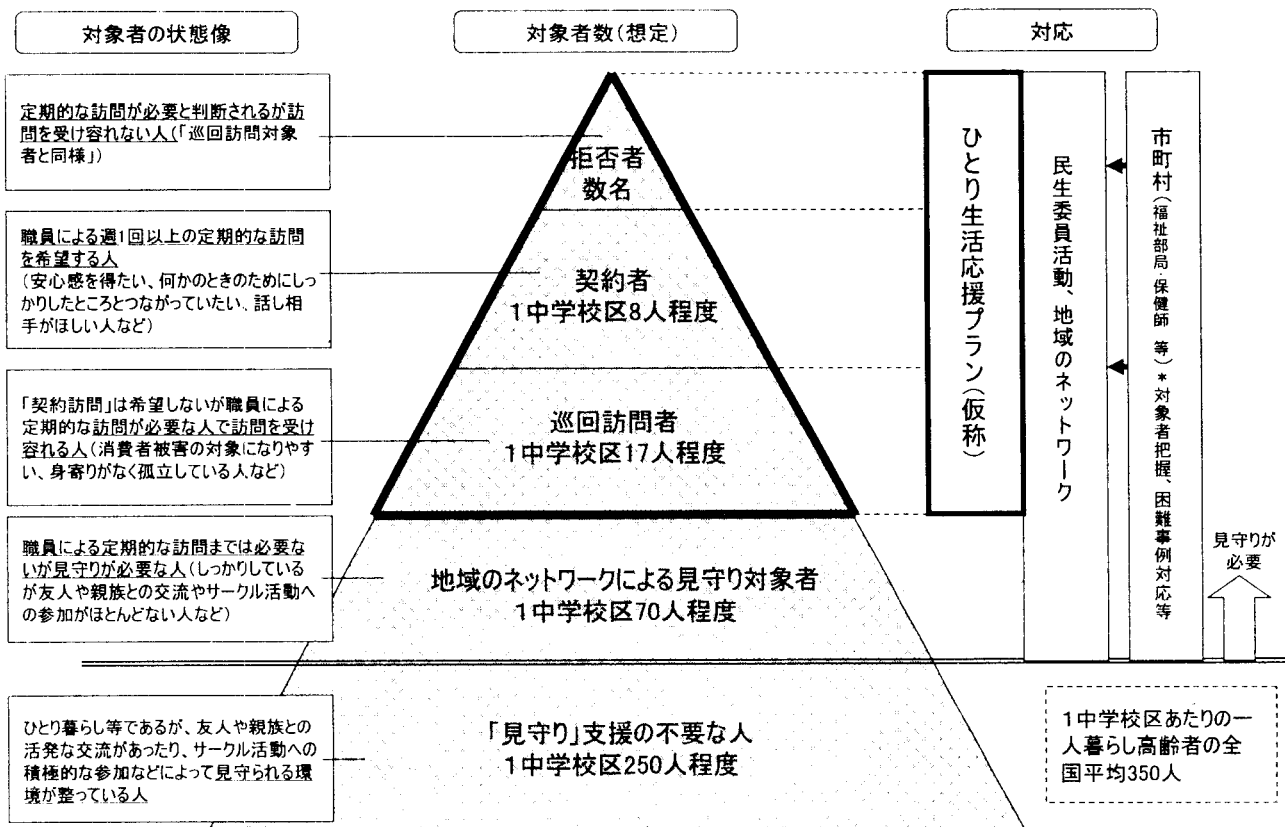 対象者の状態像
対象者数(想定)
対応
定期的な訪問が必要と判断されるが訪
問を受け容れない人(「巡回訪問対象
者と同様」)
拒否者
数名
職員による週1回以上の定期的な訪問
を希望する人
(安心感を得たい、何かのときのためにしっ
かりしたところとつながっていたい、話し相
手がほしい人など)
契約者
1中学校区8人程度
「契約訪問」は希望しないが職員による
定期的な訪問が必要な人で訪問を受け
容れる人(消費者被害の対象になりやす
い、身寄りがなく孤立している人など)
巡回訪問者
1中学校区17人程度
職員による定期的な訪問までは必要な
いが見守りが必要な人(しっかりしている
が友人や親族との交流やサークル活動へ
の参加がほとんどない人など)
地域のネットワークによる見守り対象者
1中学校区70人程度
ひとり暮らし等であるが、友人や親族との
活発な交流があったり、サークル活動への
積極的な参加などによって見守られる環
境が整っている人
「見守り」支援の不要な人
1中学校区250人程度
ひとり生活応援プラン(仮称)
民生委員活動、地域のネットワーク
市町村(福祉部局・保健師 等)*対象者把握、困難事例対応等
見守りが
必要
1中学校区あたりの一
人暮らし高齢者の全
国平均350人